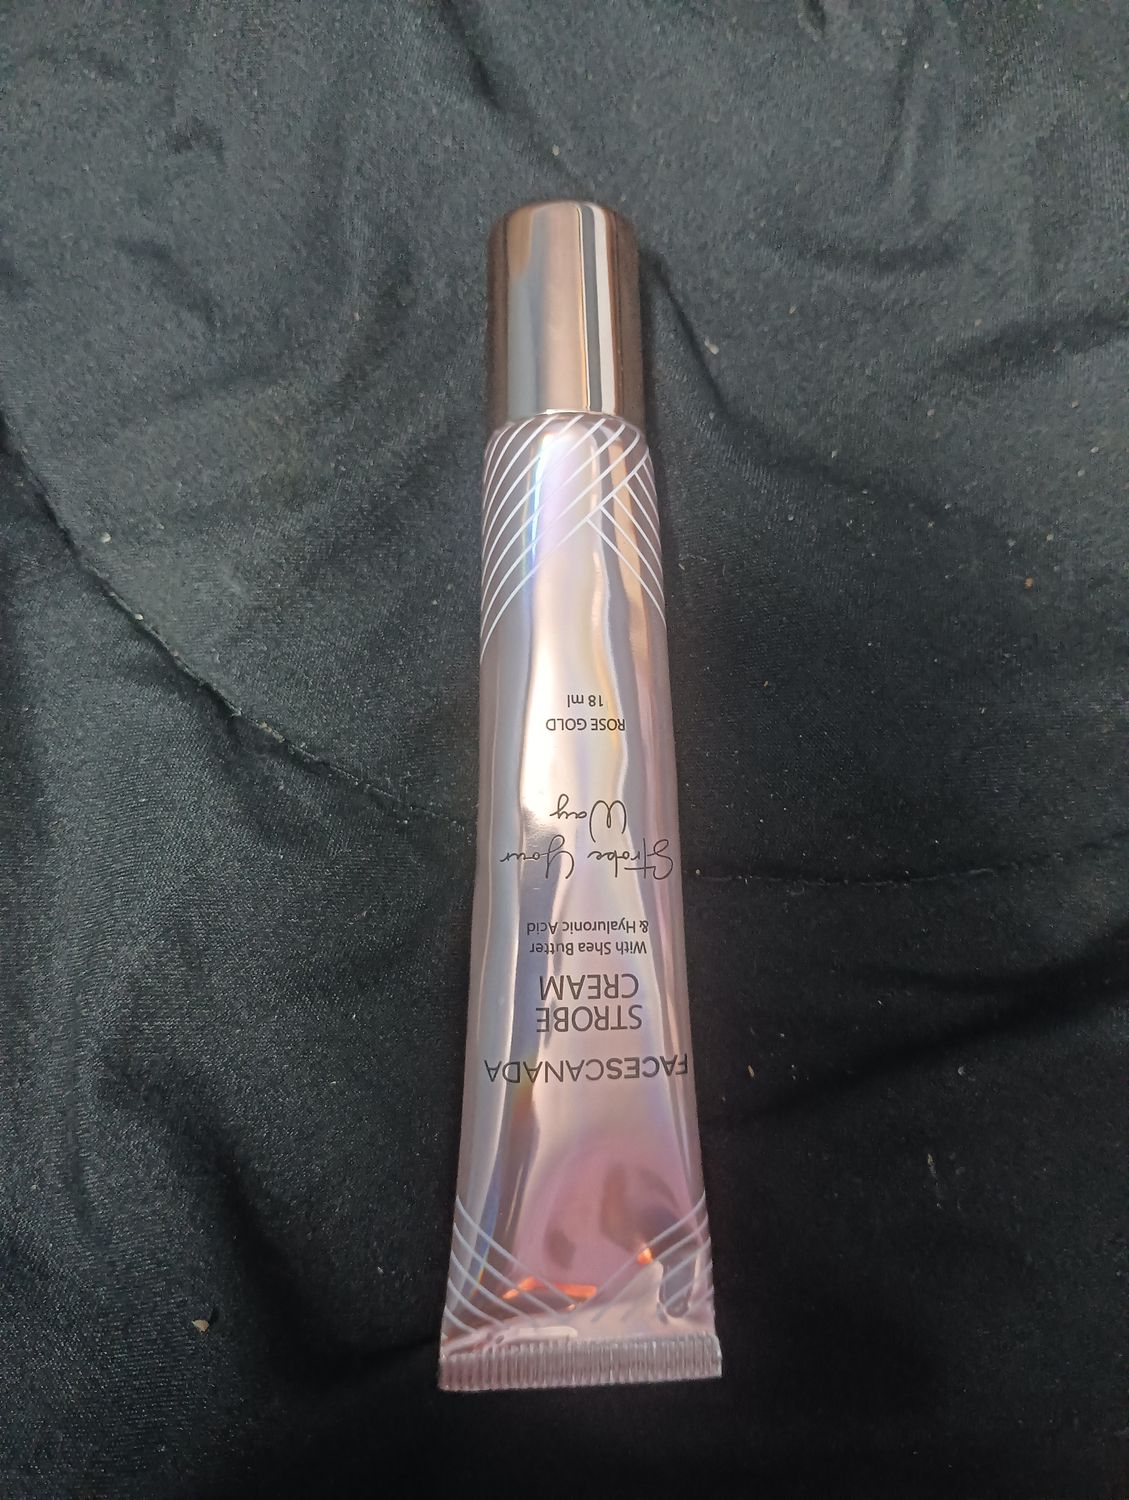 FACESCANADA
STROBE
CREAM
With Shea Butter
& Hyaluronic Acid
Strobe Your
Way
ROSE GOLD
18 ml